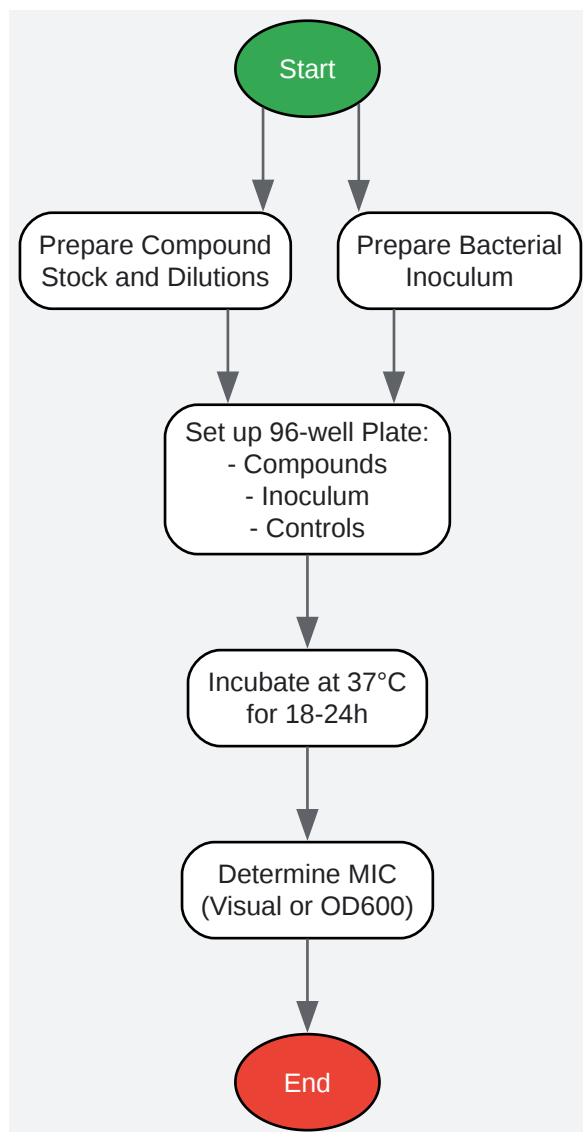 Start
Prepare Compound
Stock and Dilutions
Prepare Bacterial
Inoculum
Set up 96-well Plate:
- Compounds
- Inoculum
- Controls
Incubate at 37°C
for 18-24h
Determine MIC
(Visual or OD600)
End